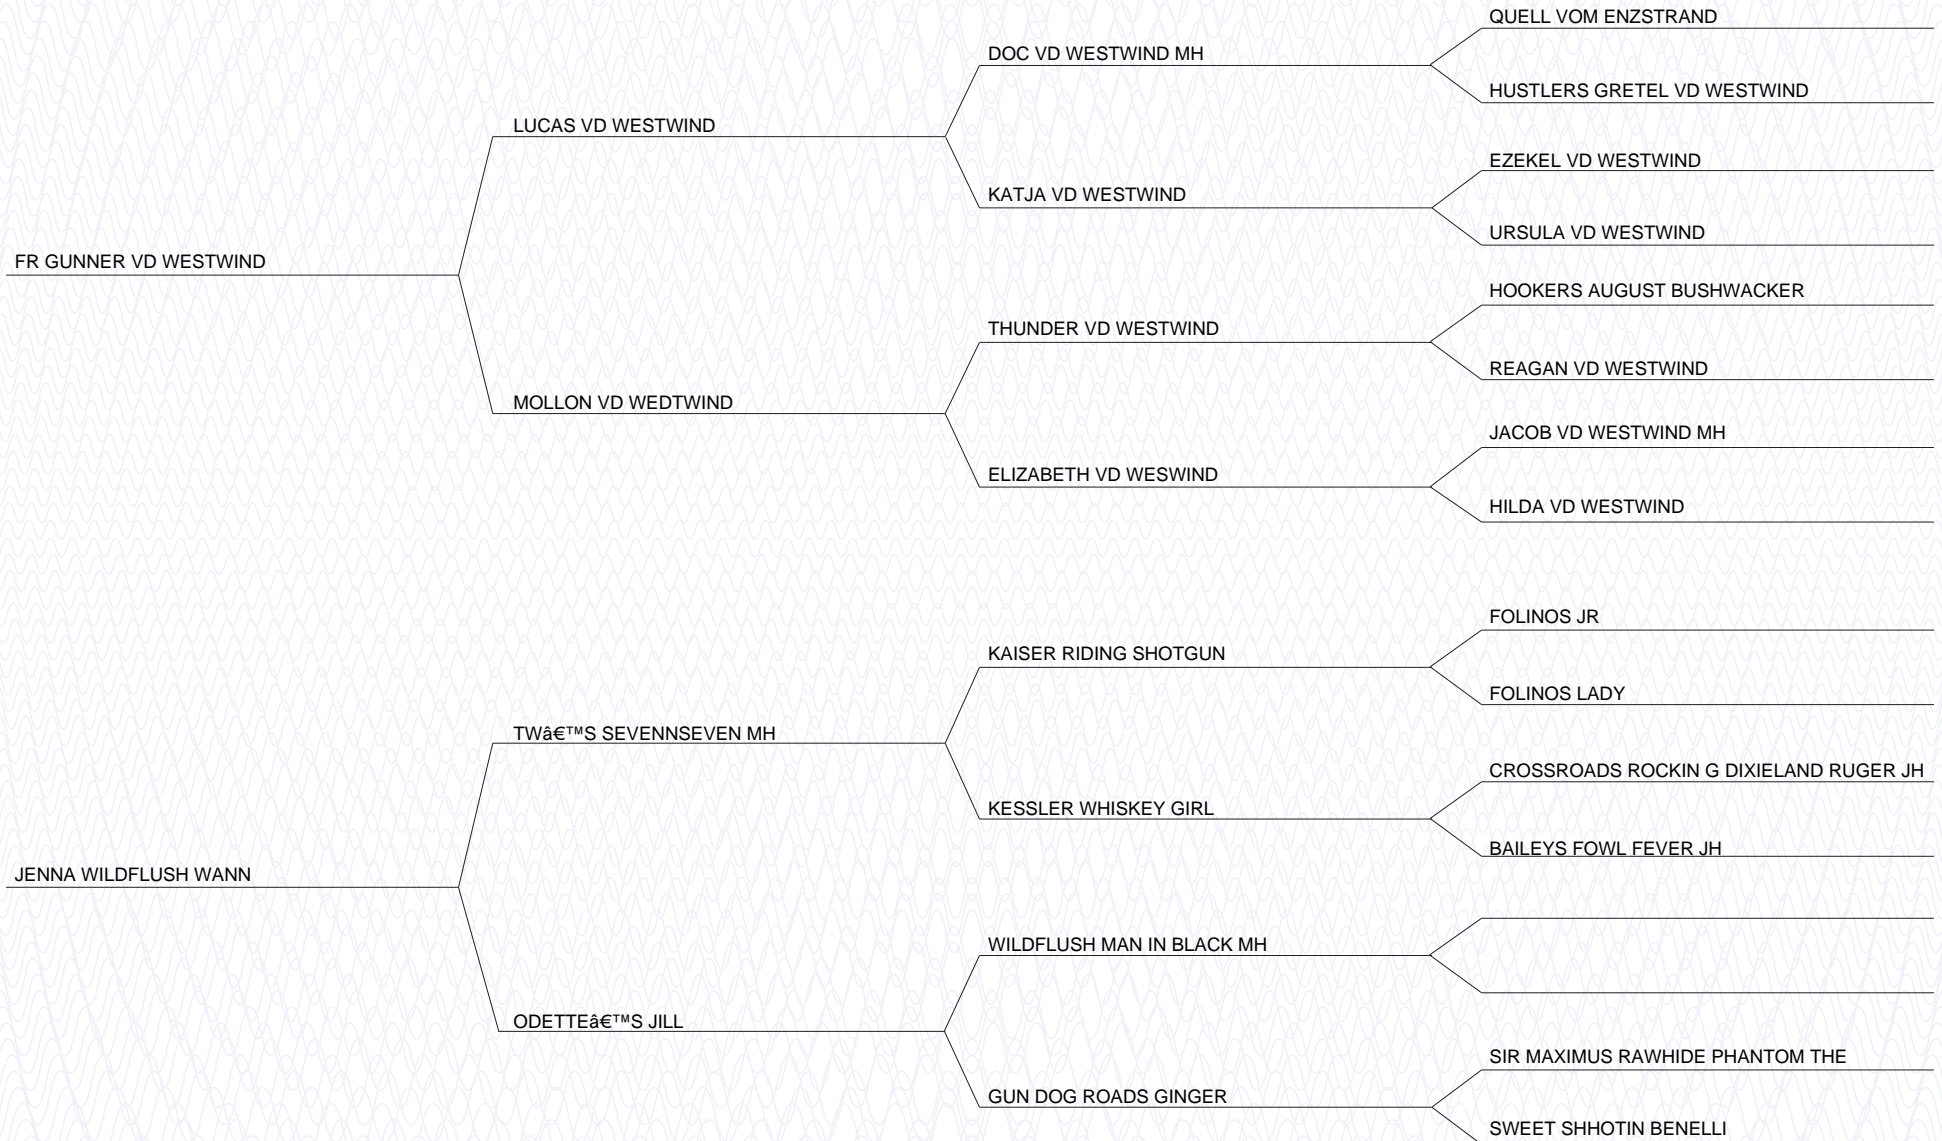 QUELL VOM ENZSTRAND
DOC VD WESTWIND MH
HUSTLERS GRETEL VD WESTWIND
LUCAS VD WESTWIND
EZEKEL VD WESTWIND
KATJA VD WESTWIND
URSULA VD WESTWIND
FR GUNNER VD WESTWIND
HOOKERS AUGUST BUSHWACKER
THUNDER VD WESTWIND
REAGAN VD WESTWIND
MOLLON VD WEDTWIND
JACOB VD WESTWIND MH
ELIZABETH VD WESWIND
HILDA VD WESTWIND
FOLINOS JR
KAISER RIDING SHOTGUN
FOLINOS LADY
TWâ€™S SEVENNSEVEN MH
CROSSROADS ROCKIN G DIXIELAND RUGER JH
KESSLER WHISKEY GIRL
BAILEYS FOWL FEVER JH
JENNA WILDFLUSH WANN
WILDFLUSH MAN IN BLACK MH
ODETTEâ€™S JILL
SIR MAXIMUS RAWHIDE PHANTOM THE
GUN DOG ROADS GINGER
SWEET SHHOTIN BENELLI